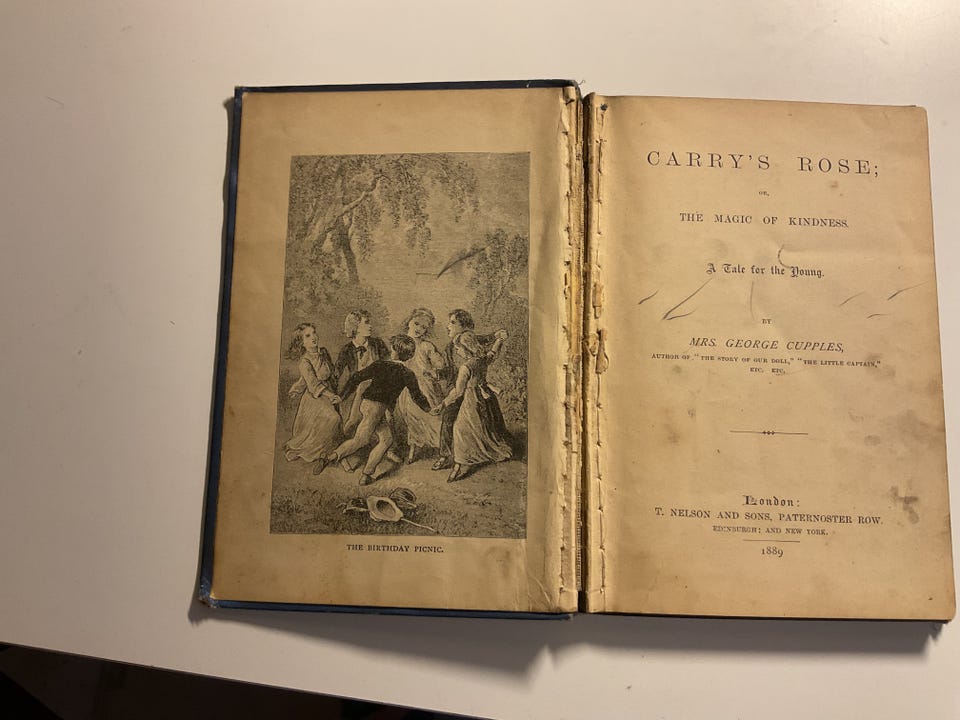 THE BIRTHDAY PICNIC.
CARRY'S ROSE;
OR,
THE MAGIC OF KINDNESS.
A Tale for the Young.
BY
MRS. GEORGE CUPPLES,
AUTHOR OF "THE STORY OF OUR DOLL," "THE LITTLE CAPTAIN,"
ETC. ETC.
London:
T. NELSON AND SONS, PATERNOSTER ROW.
EDINBURGH; AND NEW YORK.
1889